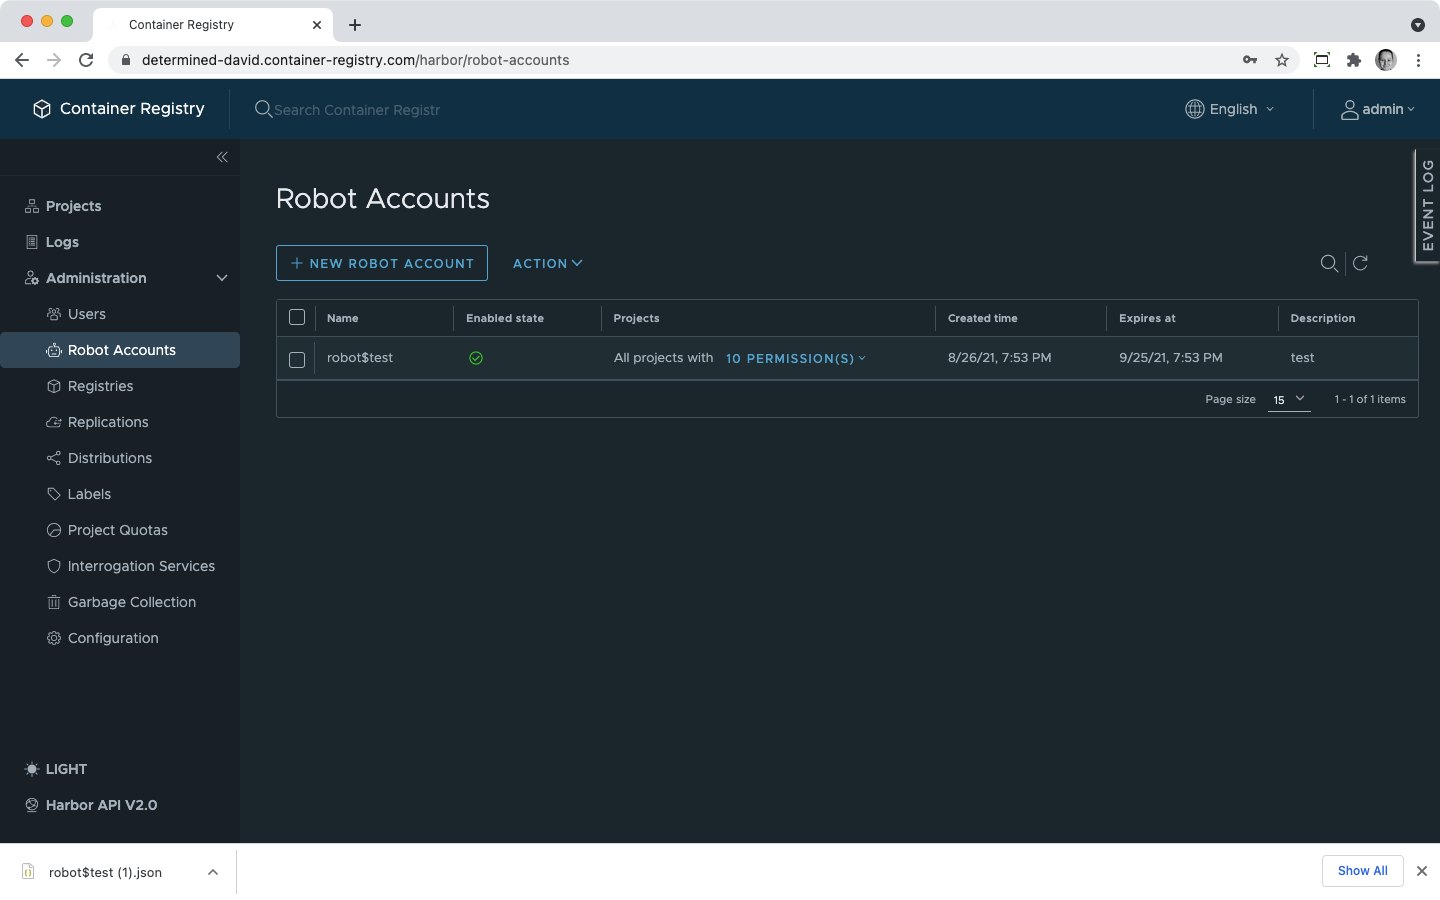 Container Registry
determined-david.container-registry.com/harbor/robot-accounts
Container Registry
Search Container Registr
English
admin
EVENT LOG
Projects
Logs
Administration
Users
Robot Accounts
Registries
Replications
Distributions
Labels
Project Quotas
Interrogation Services
Garbage Collection
Configuration
LIGHT
Harbor API V2.0
Robot Accounts
+ NEW ROBOT ACCOUNT ACTION
Name Enabled state Projects Created time Expires at Description
robot$test All projects with 10 PERMISSION(S) 8/26/21, 7:53 PM 9/25/21, 7:53 PM test
Page size 15 1 - 1 of 1 items
robot$test (1).json
Show All